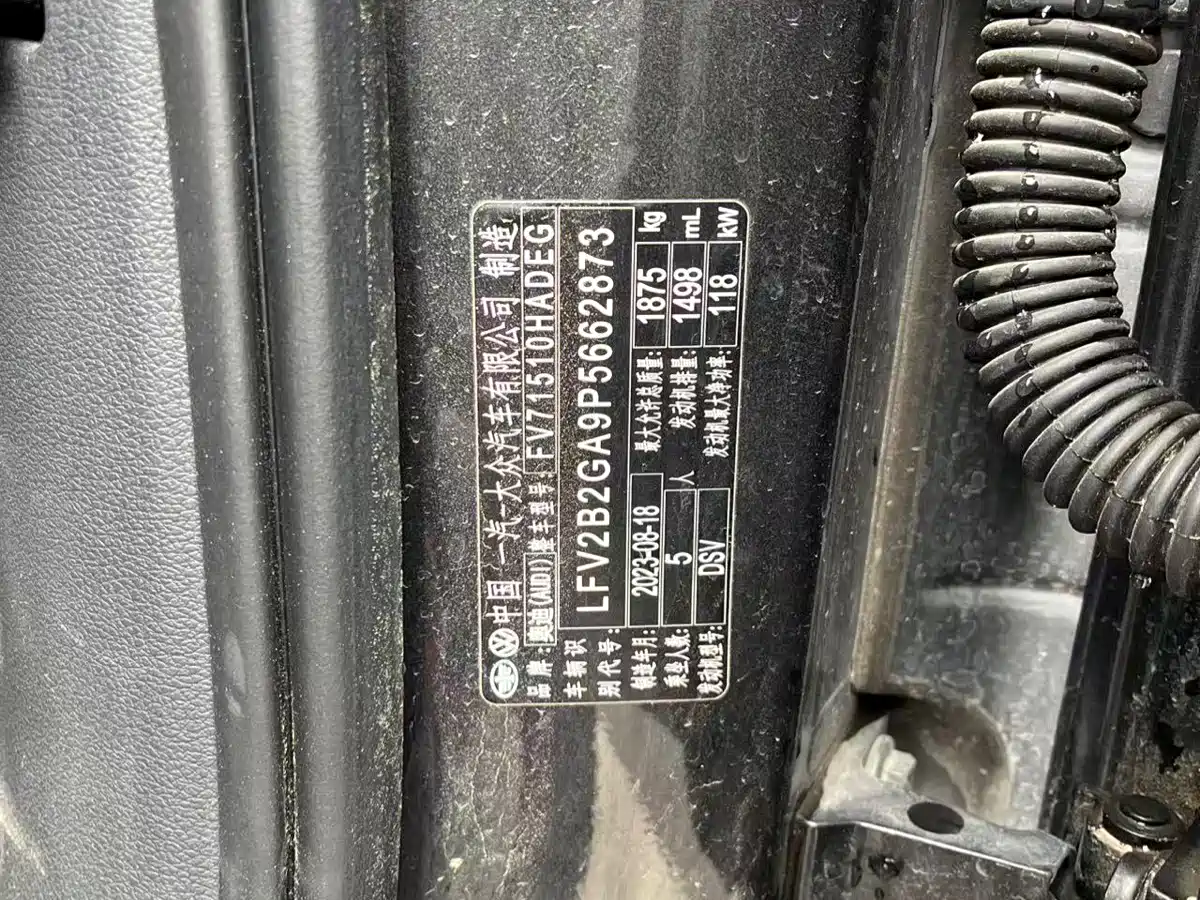 中国 一汽-大众汽车有限公司 制造
品牌:奥迪(AUDI) 整车型号:FV71510HADEG
车辆识别代号:LFV2B2GA9P5662873
制造年月:2023-08-18 最大允许总质量:1875 kg
乘坐人数:5 人 发动机排量:1498 mL
发动机型号:DSV 发动机最大净功率:118 kW